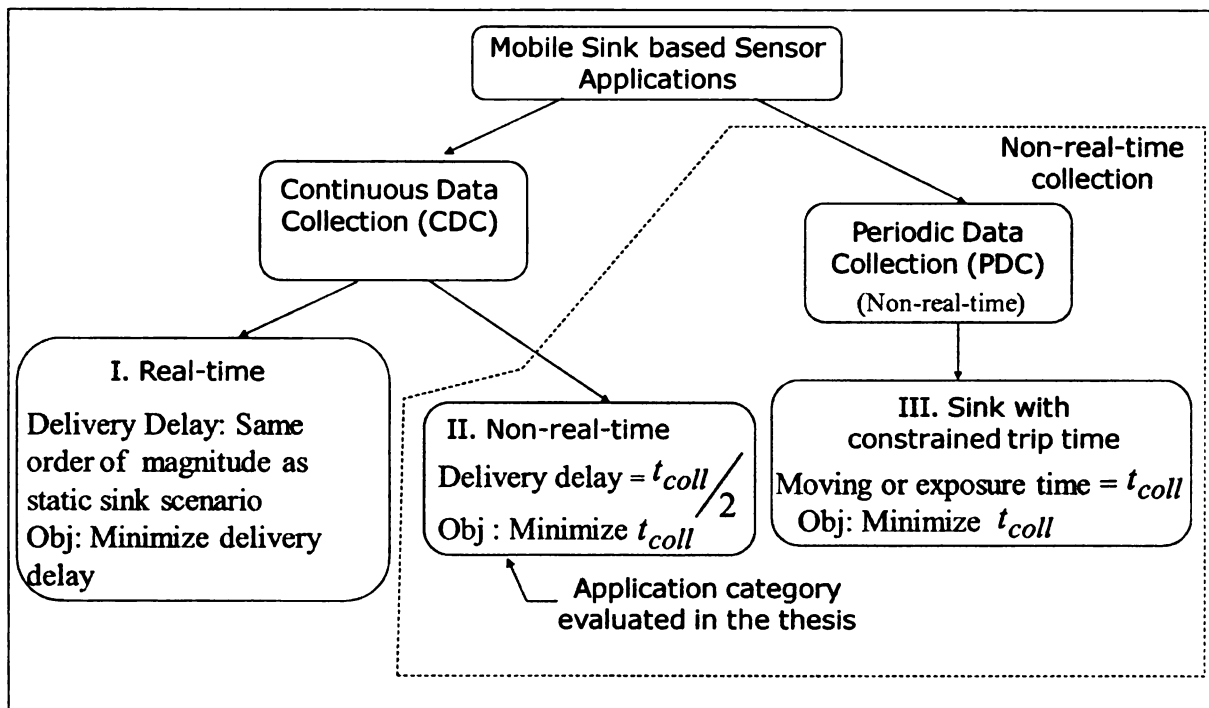 Mobile Sink based Sensor
Applications
Non-real-time
collection
Continuous Data
Collection (CDC)
Periodic Data
Collection (PDC)
(Non-real-time)
I. Real-time
Delivery Delay: Same
order of magnitude as
static sink scenario
Obj: Minimize delivery
delay
II. Non-real-time
Delivery delay = t_coll/2
Obj : Minimize t_coll
III. Sink with
constrained trip time
Moving or exposure time = t_coll
Obj: Minimize t_coll
Application category
evaluated in the thesis